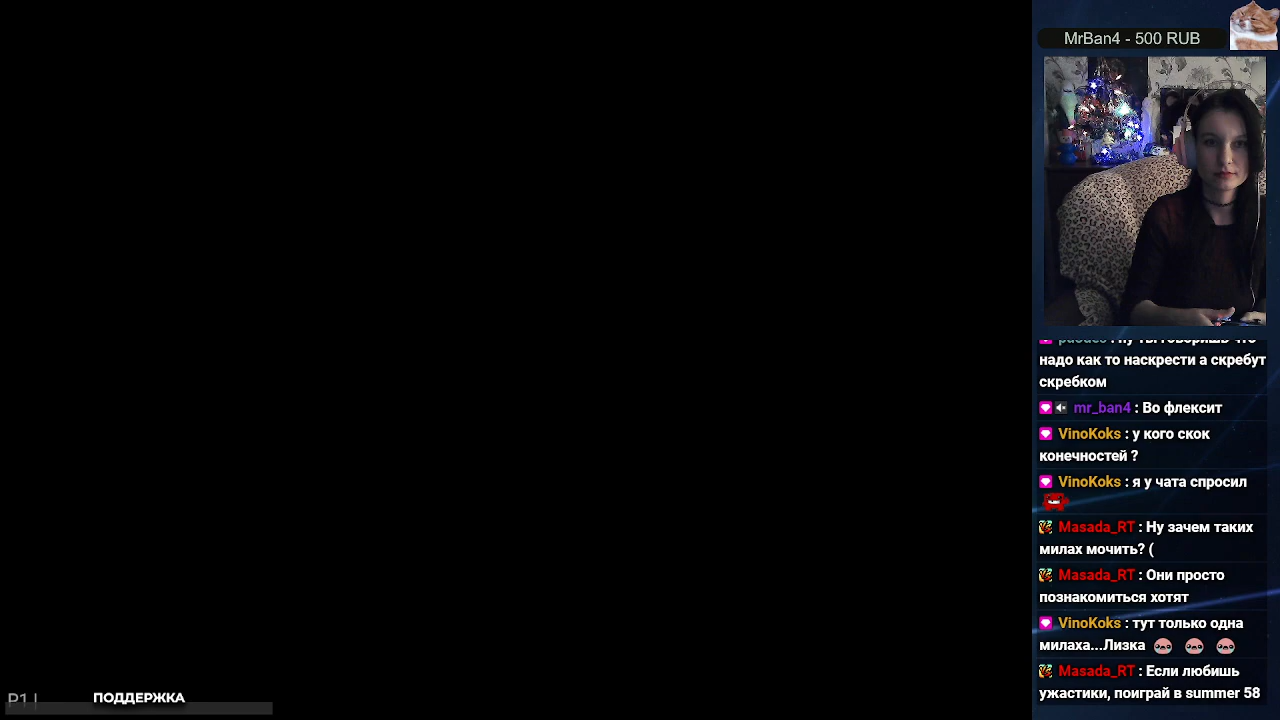 MrBan4 - 500 RUB
надо как то наскрести а скребут
скребком
mr_ban4 : Во флексит
VinoKoks : у кого скок
конечностей ?
VinoKoks : я у чата спросил
Masada_RT : Ну зачем таких
милах мочить? (
Masada_RT : Они просто
познакомиться хотят
VinoKoks : тут только одна
милаха...Лизка
Masada_RT : Если любишь
ужастики, поиграй в summer 58
ПОДДЕРЖКА